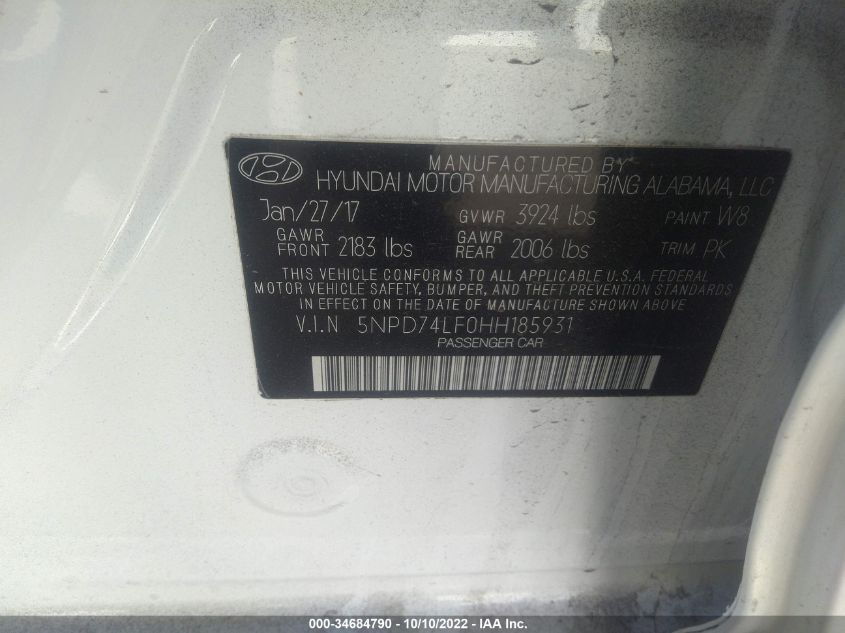 MANUFACTURED BY
HYUNDAI MOTOR MANUFACTURING ALABAMA, LLC
Jan/27/17 GVWR 3924 lbs PAINT W8
GAWR FRONT 2183 lbs GAWR REAR 2006 lbs TRIM PK
THIS VEHICLE CONFORMS TO ALL APPLICABLE U.S.A. FEDERAL
MOTOR VEHICLE SAFETY, BUMPER, AND THEFT PREVENTION STANDARDS
IN EFFECT ON THE DATE OF MANUFACTURE SHOWN ABOVE.
V.I.N 5NPD74LF0HH185931
PASSENGER CAR
000-34684790 - 10/10/2022 - IAA Inc.